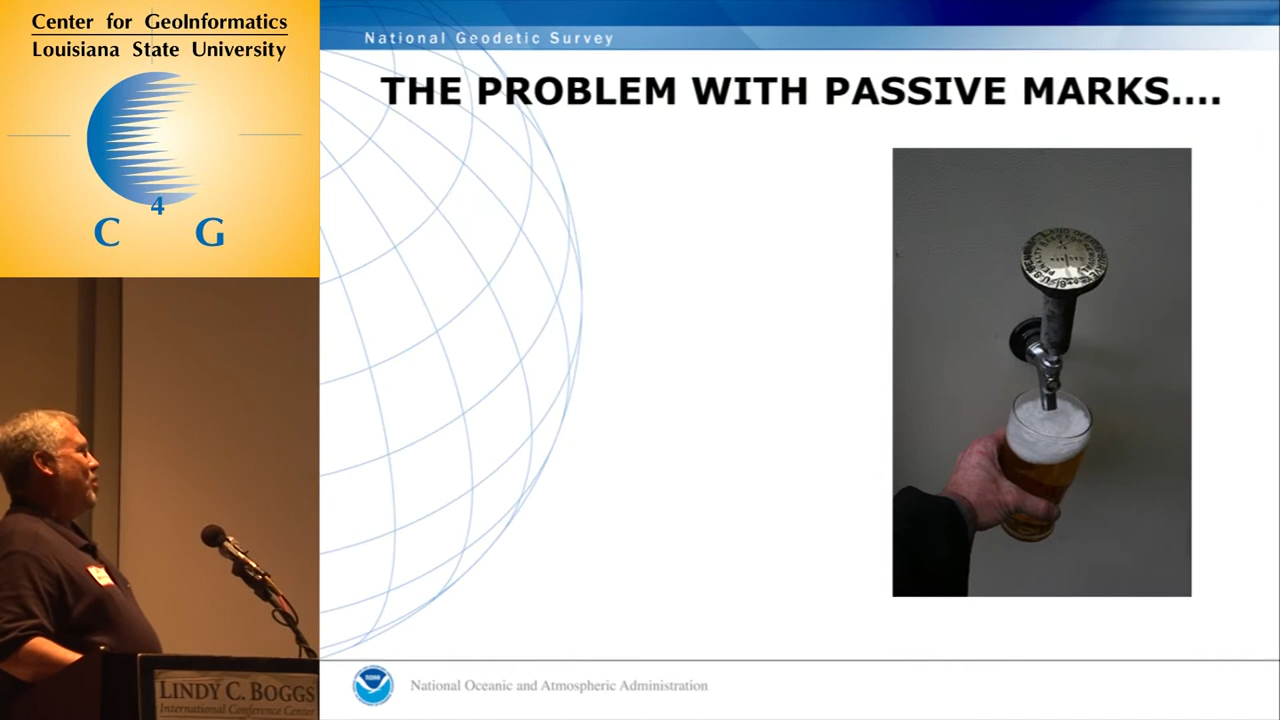 Center for GeoInformatics
Louisiana State University
C 4 G
National Geodetic Survey
THE PROBLEM WITH PASSIVE MARKS....
NOAA
National Oceanic and Atmospheric Administration
LINDY C. BOGGS
International Conference Center